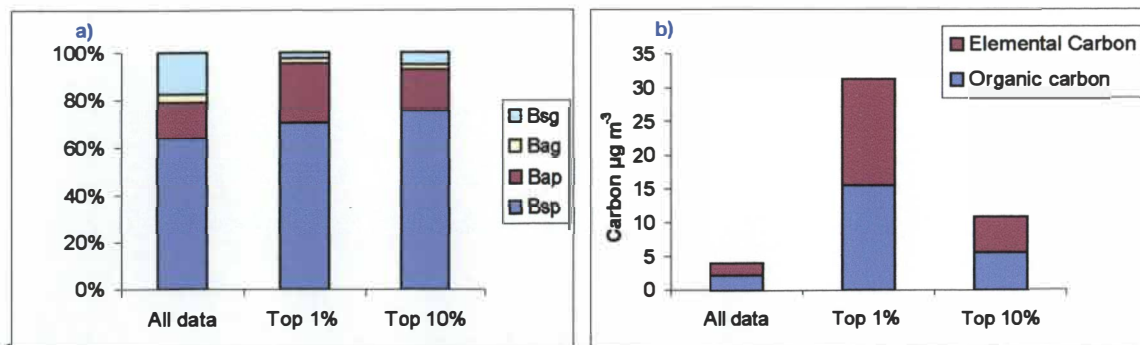 a)
100%
80%
60%
40%
20%
0%
All data Top 1% Top 10%
Bsg
Bag
Bap
Bsp
b)
Elemental Carbon
Organic carbon
Carbon µg m⁻³
35
30
25
20
15
10
5
0
All data Top 1% Top 10%